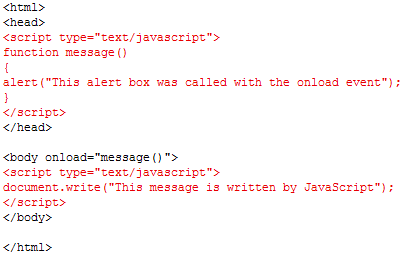 <html>
<head>
<script type="text/javascript">
function message()
{
alert("This alert box was called with the onload event");
}
</script>
</head>
<body onload="message()">
<script type="text/javascript">
document.write("This message is written by JavaScript");
</script>
</body>
</html>